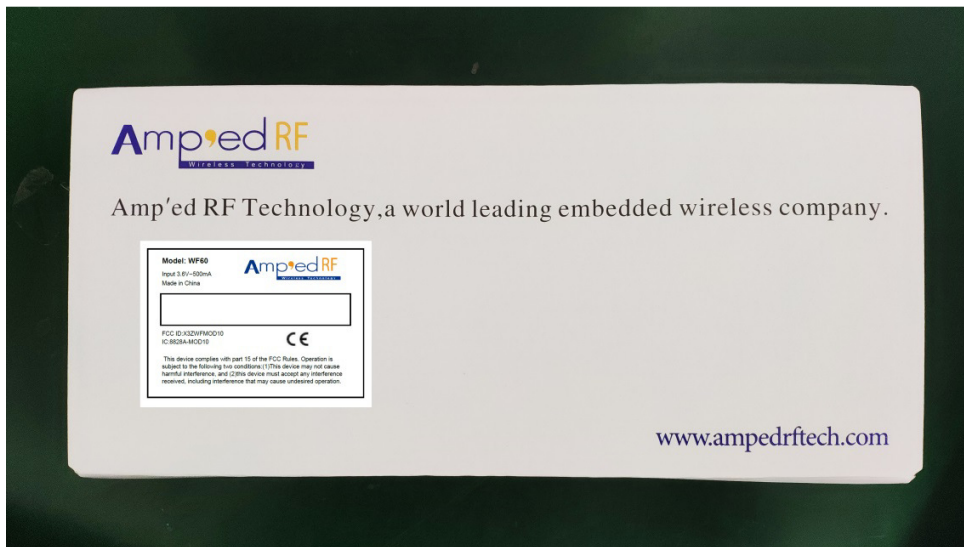 Amp'ed RF
Wireless Technology
Amp'ed RF Technology,a world leading embedded wireless company.
Model: WF60
Amp'ed RF
Wireless Technology
Input 3.6V⎓500mA
Made in China
FCC ID:X3ZWFMOD10
IC:8828A-MOD10
CE
This device complies with part 15 of the FCC Rules. Operation is
subject to the following two conditions:(1)This device may not cause
harmful interference, and (2)this device must accept any interference
received, including interference that may cause undesired operation.
www.ampedrftech.com